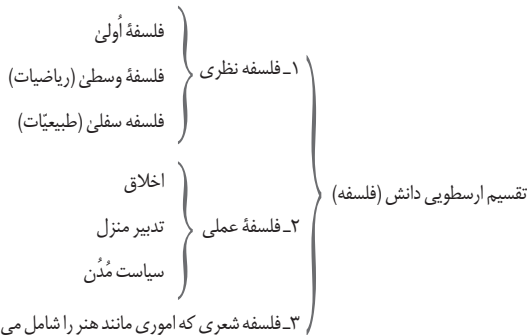 فلسفهٔ اُولیٰ
۱ـ فلسفه نظری
فلسفهٔ وسطیٰ (ریاضیات)
فلسفه سفلیٰ (طبیعیّات)
تقسیم ارسطویی دانش (فلسفه)
اخلاق
۲ـ فلسفهٔ عملی
تدبیر منزل
سیاست مُدُن
۳ـ فلسفه شعری که اموری مانند هنر را شامل می